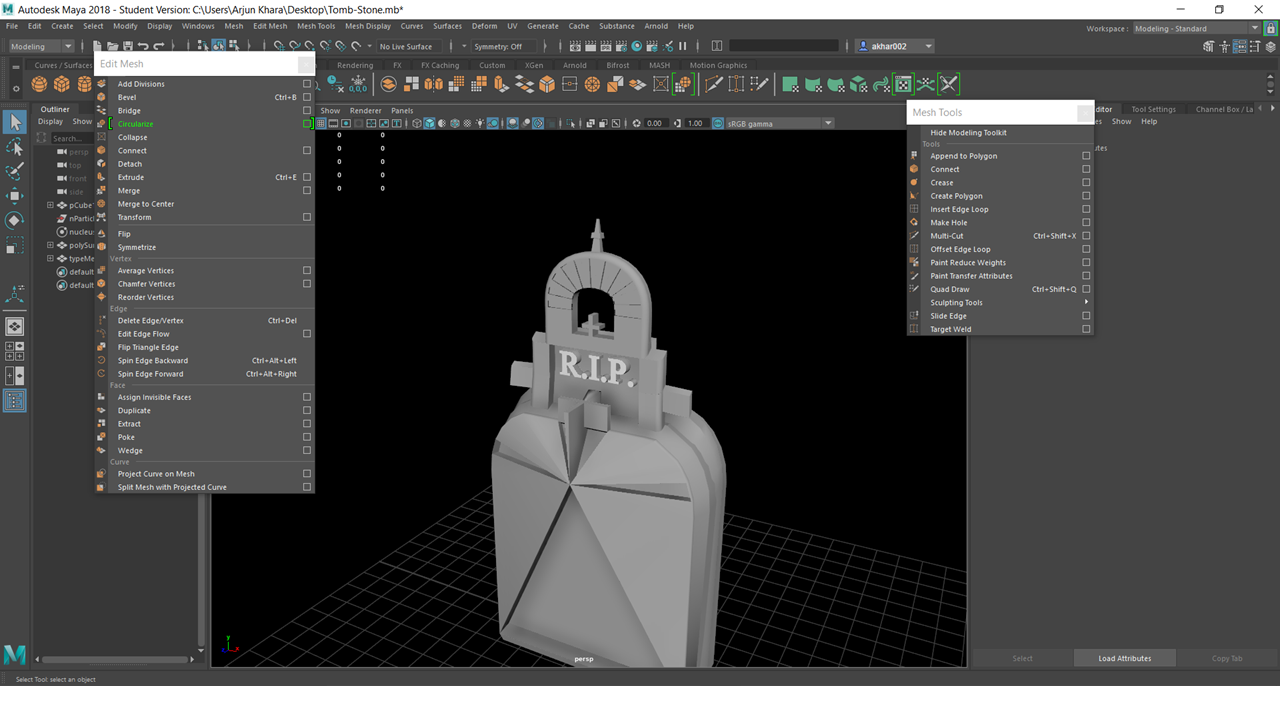 Autodesk Maya 2018 - Student Version: C:\Users\Arjun Khara\Desktop\Tomb-Stone.mb*
File Edit Create Select Modify Display Windows Mesh Edit Mesh Mesh Tools Mesh Display Curves Surfaces Deform UV Generate Cache Substance Arnold Help
Workspace : Modeling - Standard
Modeling No Live Surface Symmetry: Off akhar002
Curves / Surfaces Rendering FX FX Caching Custom XGen Arnold Bifrost MASH Motion Graphics
Edit Mesh
Add Divisions
Bevel Ctrl+B
Bridge
Circularize
Collapse
Connect
Detach
Extrude Ctrl+E
Merge
Merge to Center
Transform
Flip
Symmetrize
Vertex
Average Vertices
Chamfer Vertices
Reorder Vertices
Edge
Delete Edge/Vertex Ctrl+Del
Edit Edge Flow
Flip Triangle Edge
Spin Edge Backward Ctrl+Alt+Left
Spin Edge Forward Ctrl+Alt+Right
Face
Assign Invisible Faces
Duplicate
Extract
Poke
Wedge
Curve
Project Curve on Mesh
Split Mesh with Projected Curve
Outliner
Display Show
Search...
persp
top
front
side
pCube
nPartic
nucleu
polySu
typeMe
default
default
Show Renderer Panels
0.00 1.00 sRGB gamma
0 0
0 0
0 0
0 0
0 0
R.I.P.
persp
y
x
Mesh Tools
Hide Modeling Toolkit
Tools
Append to Polygon
Connect
Crease
Create Polygon
Insert Edge Loop
Make Hole
Multi-Cut Ctrl+Shift+X
Offset Edge Loop
Paint Reduce Weights
Paint Transfer Attributes
Quad Draw Ctrl+Shift+Q
Sculpting Tools
Slide Edge
Target Weld
ditor Tool Settings Channel Box / La
es Show Help
utes
Select Load Attributes Copy Tab
Select Tool: select an object